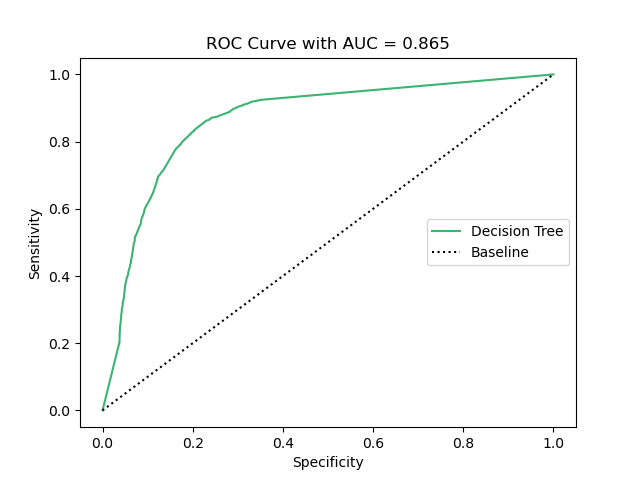 ROC Curve with AUC = 0.865
1.0
0.8
0.6
0.4
0.2
0.0
Sensitivity
Decision Tree
Baseline
0.0 0.2 0.4 0.6 0.8 1.0
Specificity